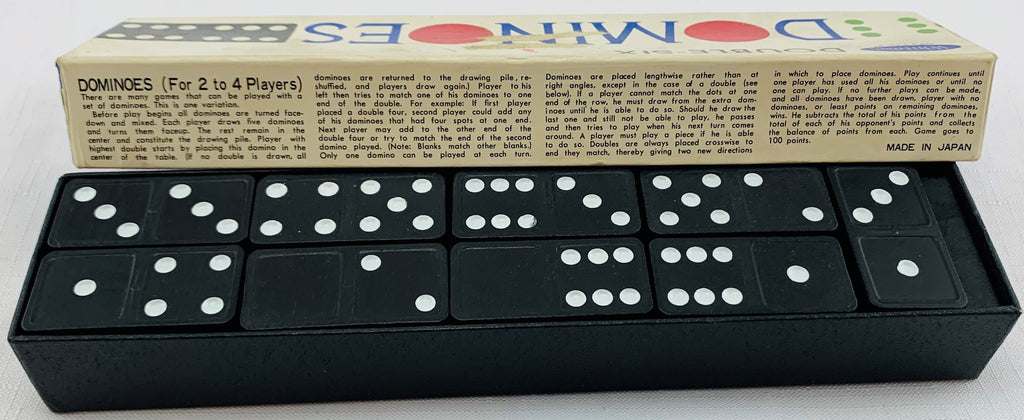 DOMINOES
DOUBLE-SIX
Whitman
DOMINOES (For 2 to 4 Players)
There are many games that can be played with a
set of dominoes. This is one variation.
Before play begins all dominoes are turned face-
down and mixed. Each player draws five dominoes
and turns them faceup. The rest remain in the
center and constitute the drawing pile. Player with
highest double starts by placing this domino in the
center of the table. (If no double is drawn, all
dominoes are returned to the drawing pile, re-
shuffled, and players draw again.) Player to his
left then tries to match one of his dominoes to one
end of the double. For example: If first player
placed a double four, second player could add any
of his dominoes that had four spots at one end.
Next player may add to the other end of the
double four or try to match the end of the second
domino played. (Note: Blanks match other blanks.)
Only one domino can be played at each turn.
Dominoes are placed lengthwise rather than at
right angles, except in the case of a double (see
below). If a player cannot match the dots at one
end of the row, he must draw from the extra dom-
inoes until he is able to do so. Should he draw the
last one and still not be able to play, he passes
and then tries to play when his next turn comes
around. A player must play a piece if he is able
to do so. Doubles are always placed crosswise to
end they match, thereby giving two new directions
in which to place dominoes. Play continues until
one player has used all his dominoes or until no
one can play. If no further plays can be made,
and all dominoes have been drawn, player with no
dominoes, or least points on remaining dominoes,
wins. He subtracts the total of his points from the
total of each of his opponent's points and collects
the balance of points from each. Game goes to
100 points.
MADE IN JAPAN